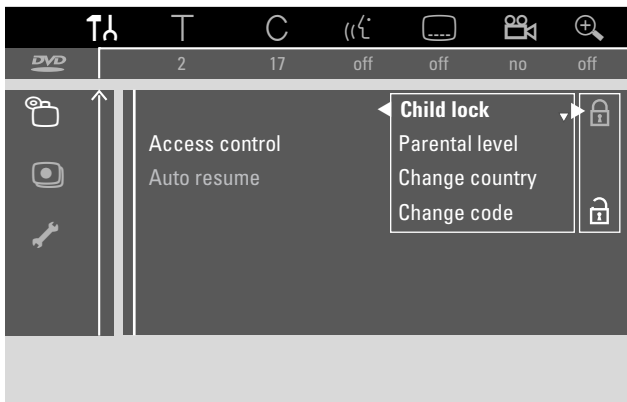 T C
DVD 2 17 off off no off
Child lock
Access control Parental level
Auto resume Change country
Change code